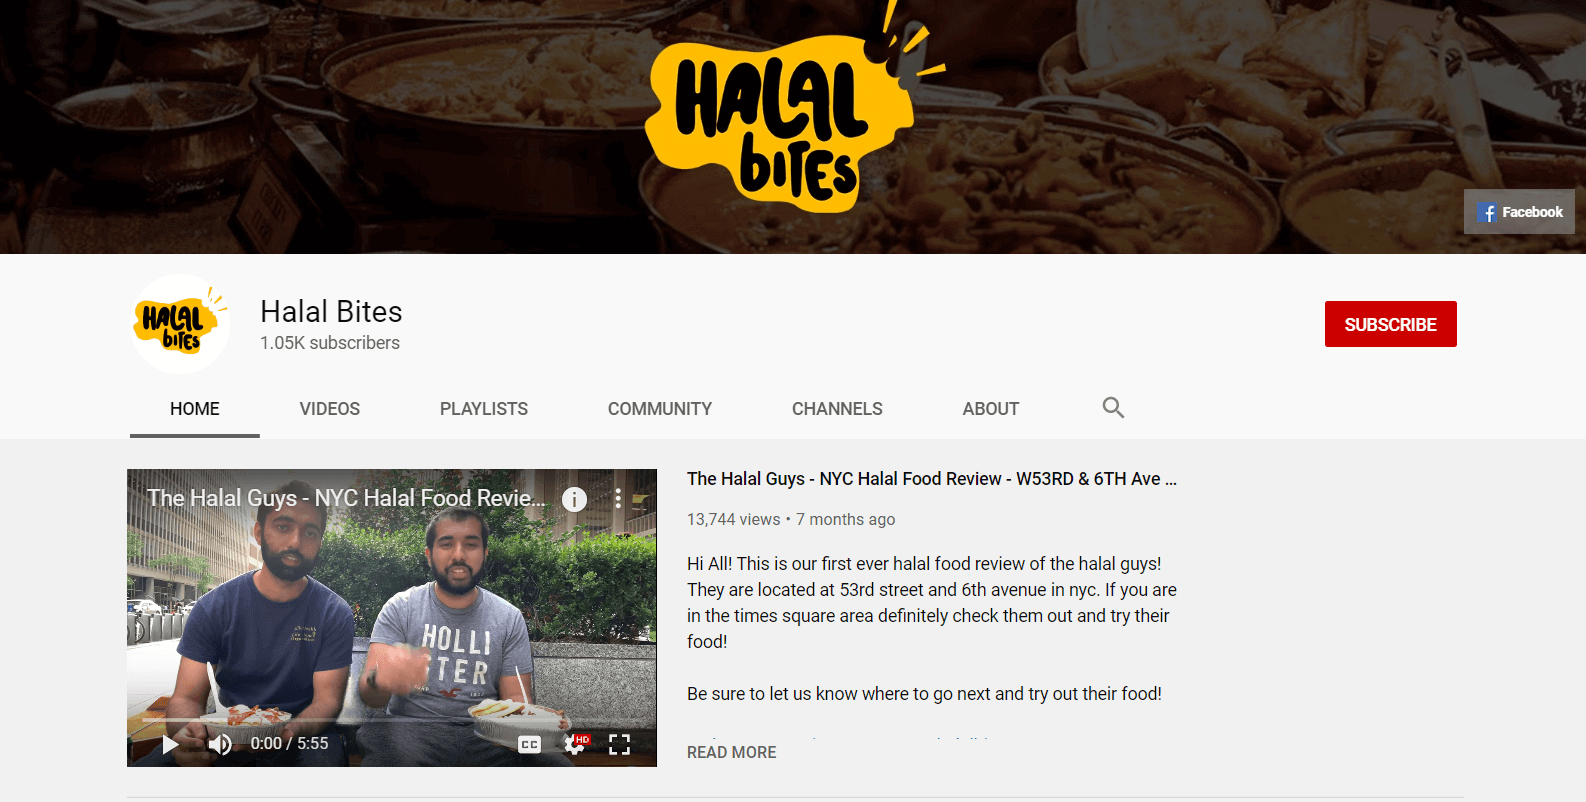 HALAL
bITES
Facebook
HALAL
bITES
Halal Bites
1.05K subscribers
SUBSCRIBE
HOME VIDEOS PLAYLISTS COMMUNITY CHANNELS ABOUT
The Halal Guys - NYC Halal Food Revie...
HOLLI
STER
0:00 / 5:55
CC
HD
The Halal Guys - NYC Halal Food Review - W53RD & 6TH Ave ...
13,744 views • 7 months ago
Hi All! This is our first ever halal food review of the halal guys!
They are located at 53rd street and 6th avenue in nyc. If you are
in the times square area definitely check them out and try their
food!
Be sure to let us know where to go next and try out their food!
READ MORE